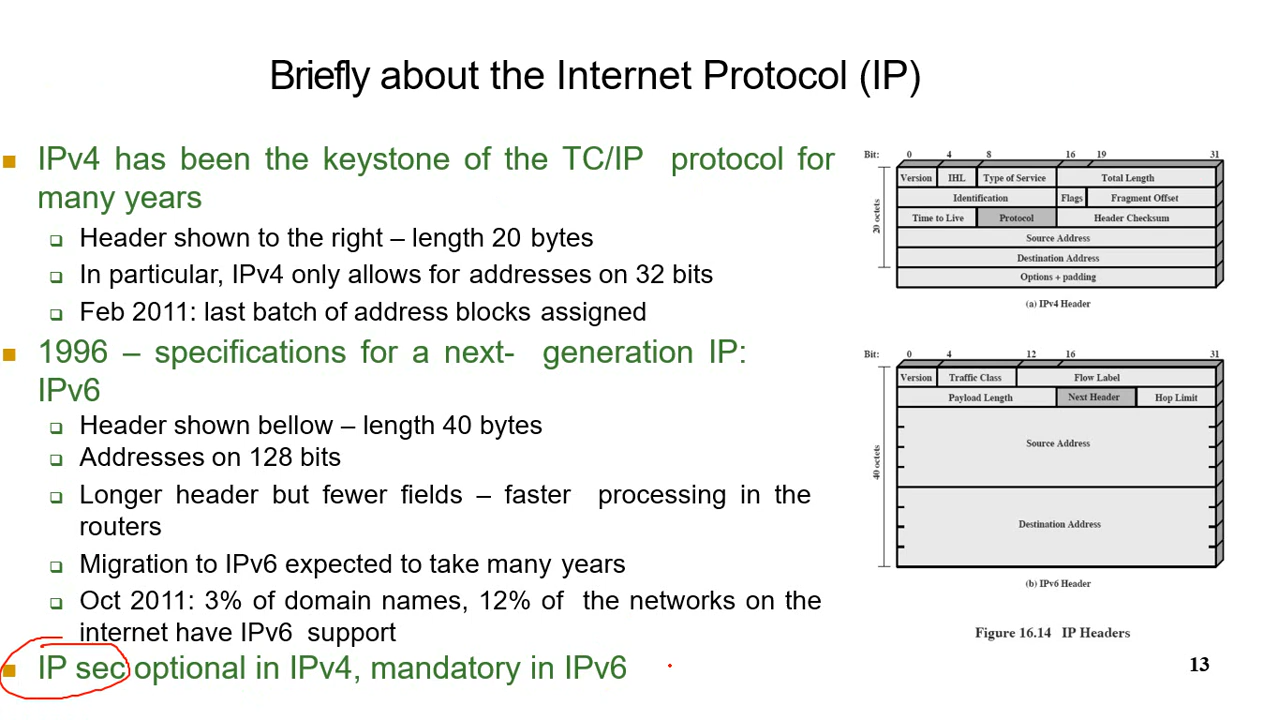 Briefly about the Internet Protocol (IP)
IPv4 has been the keystone of the TC/IP protocol for
many years
Header shown to the right – length 20 bytes
In particular, IPv4 only allows for addresses on 32 bits
Feb 2011: last batch of address blocks assigned
1996 – specifications for a next- generation IP:
IPv6
Header shown bellow – length 40 bytes
Addresses on 128 bits
Longer header but fewer fields – faster processing in the
routers
Migration to IPv6 expected to take many years
Oct 2011: 3% of domain names, 12% of the networks on the
internet have IPv6 support
IP sec optional in IPv4, mandatory in IPv6
Bit: 0 4 8 16 19 31
Version IHL Type of Service Total Length
Identification Flags Fragment Offset
Time to Live Protocol Header Checksum
Source Address
Destination Address
Options + padding
20 octets
(a) IPv4 Header
Bit: 0 4 12 16 31
Version Traffic Class Flow Label
Payload Length Next Header Hop Limit
Source Address
Destination Address
40 octets
(b) IPv6 Header
Figure 16.14 IP Headers
13